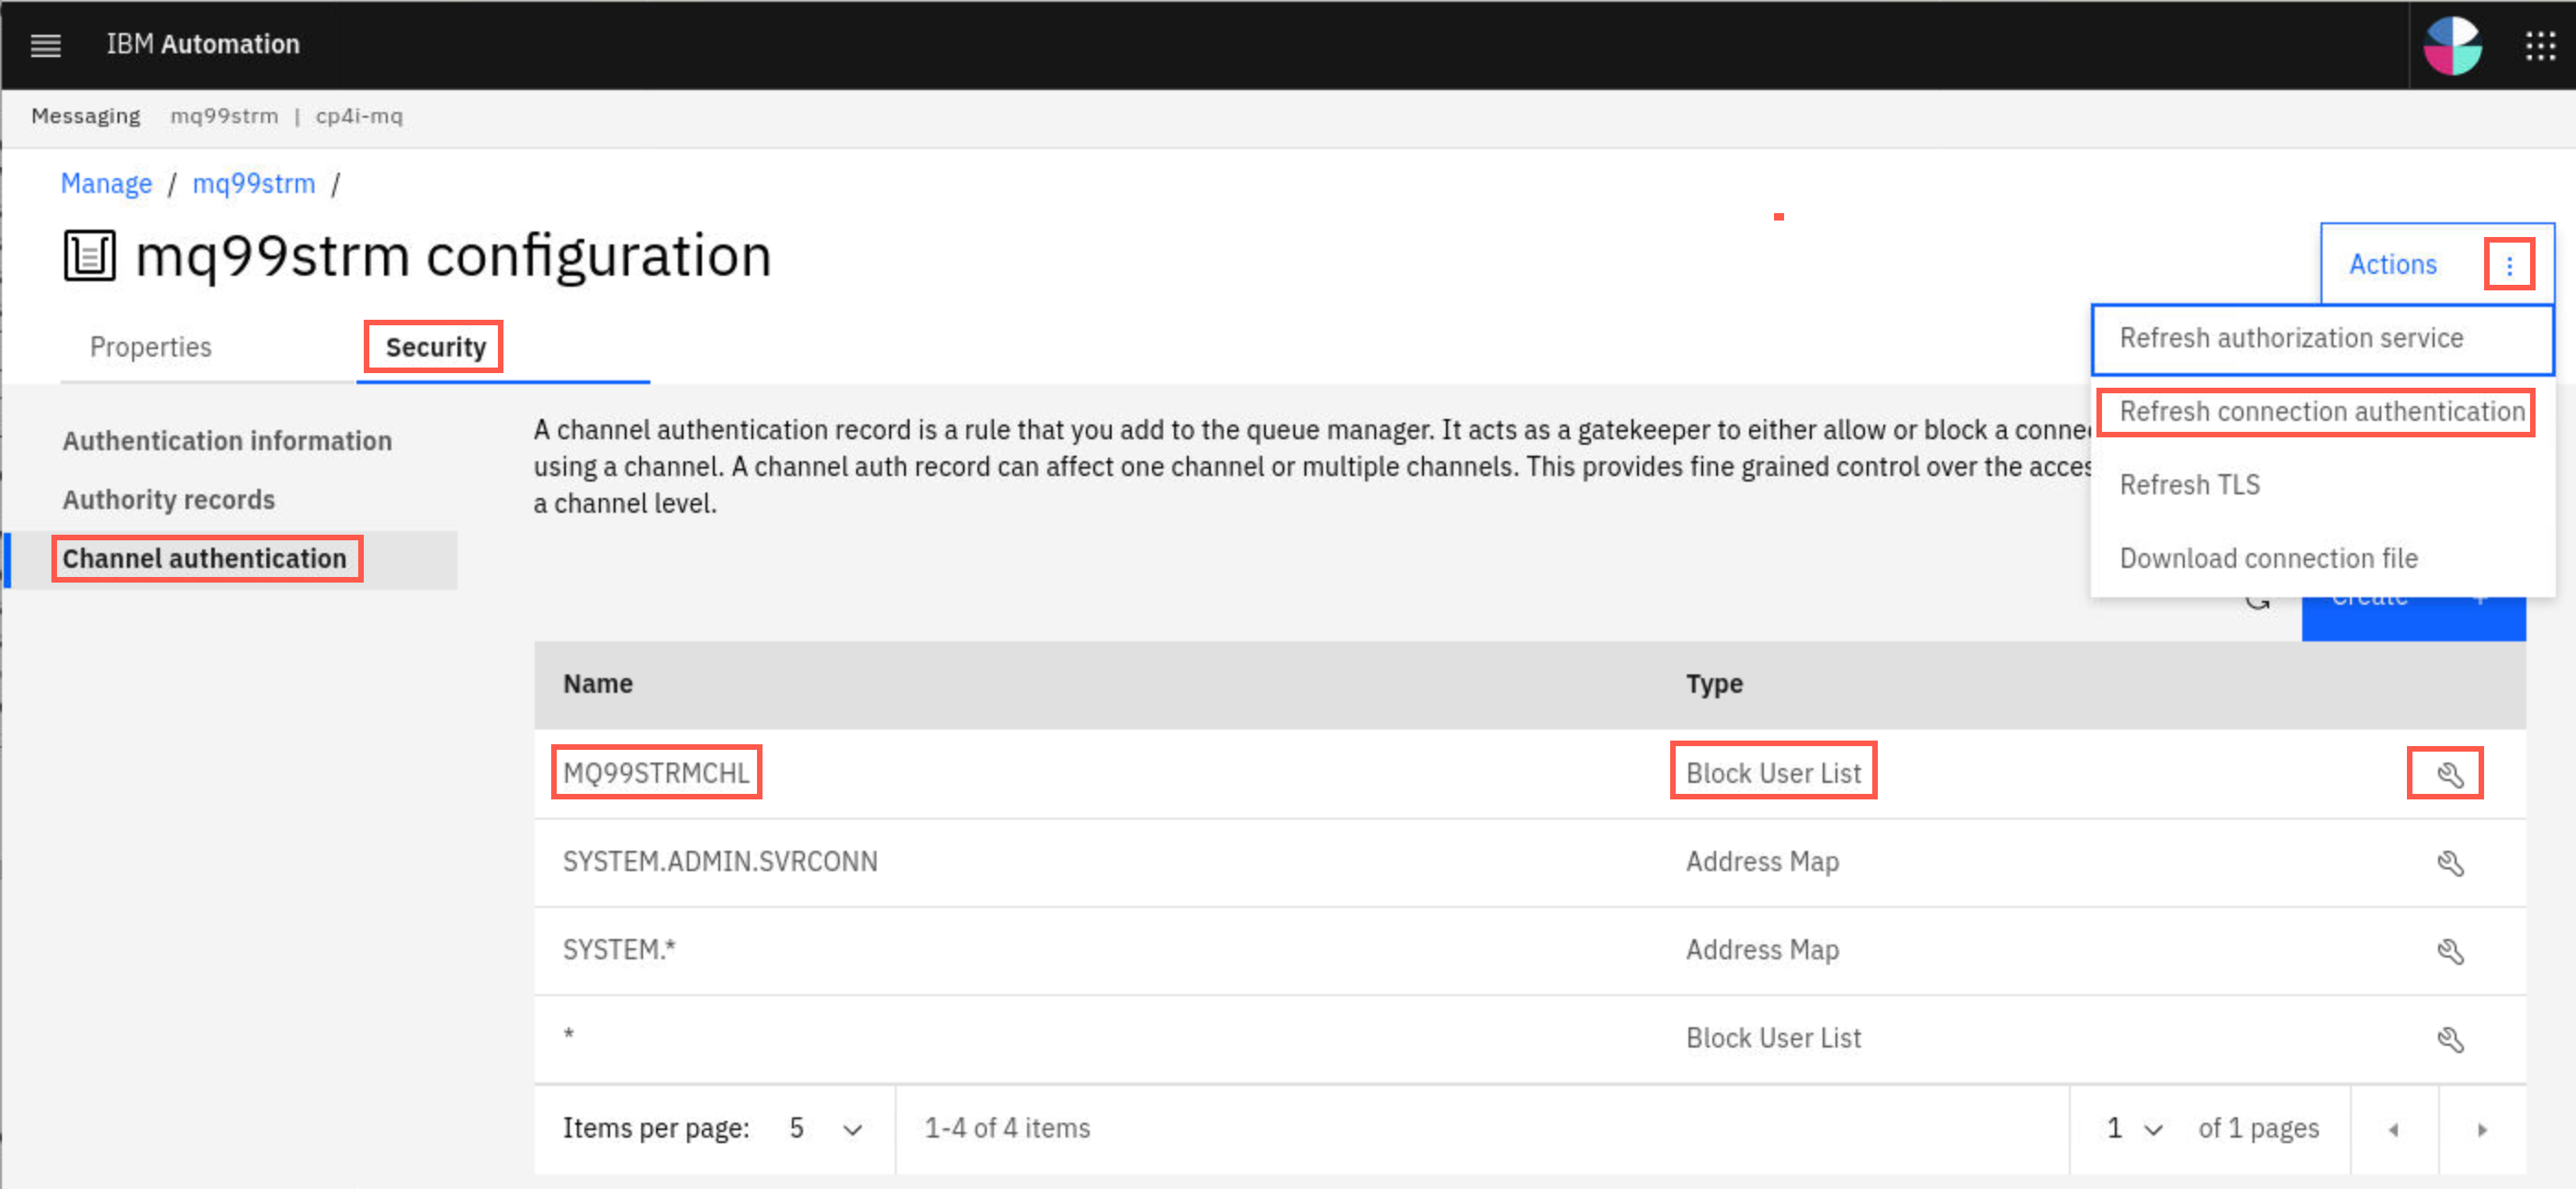 IBM Automation
Messaging mq99strm | cp4i-mq
Manage / mq99strm /
mq99strm configuration
Actions
Properties
Security
Refresh authorization service
Refresh connection authentication
Refresh TLS
Download connection file
Authentication information
Authority records
Channel authentication
A channel authentication record is a rule that you add to the queue manager. It acts as a gatekeeper to either allow or block a conne
using a channel. A channel auth record can affect one channel or multiple channels. This provides fine grained control over the acces
a channel level.
Create +
Name Type
MQ99STRMCHL Block User List
SYSTEM.ADMIN.SVRCONN Address Map
SYSTEM.* Address Map
* Block User List
Items per page: 5 1-4 of 4 items 1 of 1 pages